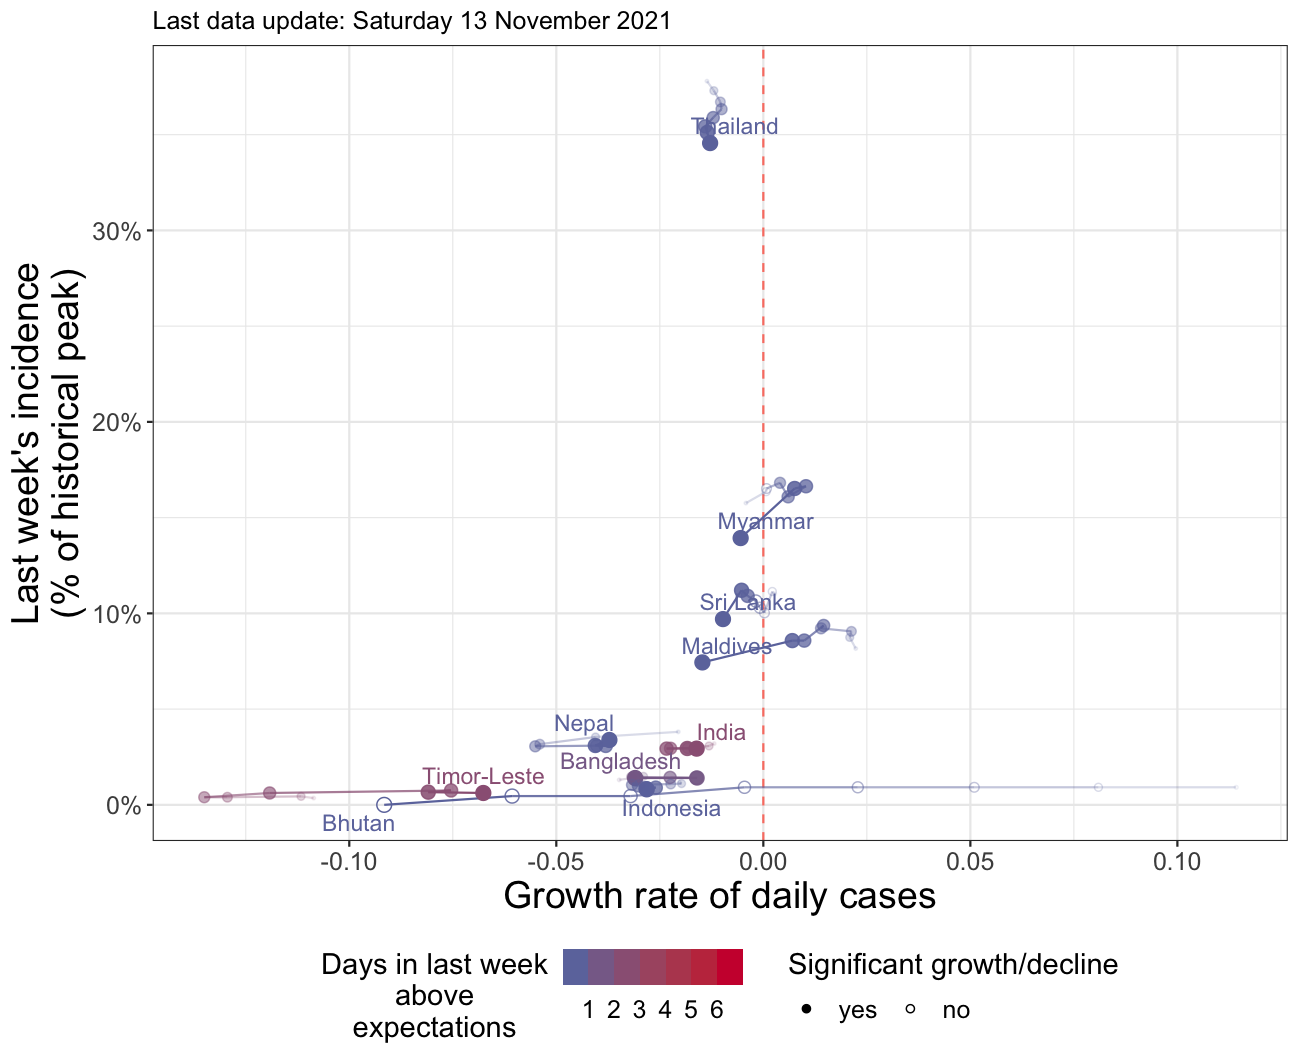 Last data update: Saturday 13 November 2021
Last week's incidence
(% of historical peak)
30%
20%
10%
0%
Thailand
Myanmar
Sri Lanka
Maldives
Nepal
India
Bangladesh
Timor-Leste
Indonesia
Bhutan
-0.10
-0.05
0.00
0.05
0.10
Growth rate of daily cases
Days in last week
above
expectations
1 2 3 4 5 6
Significant growth/decline
yes
no